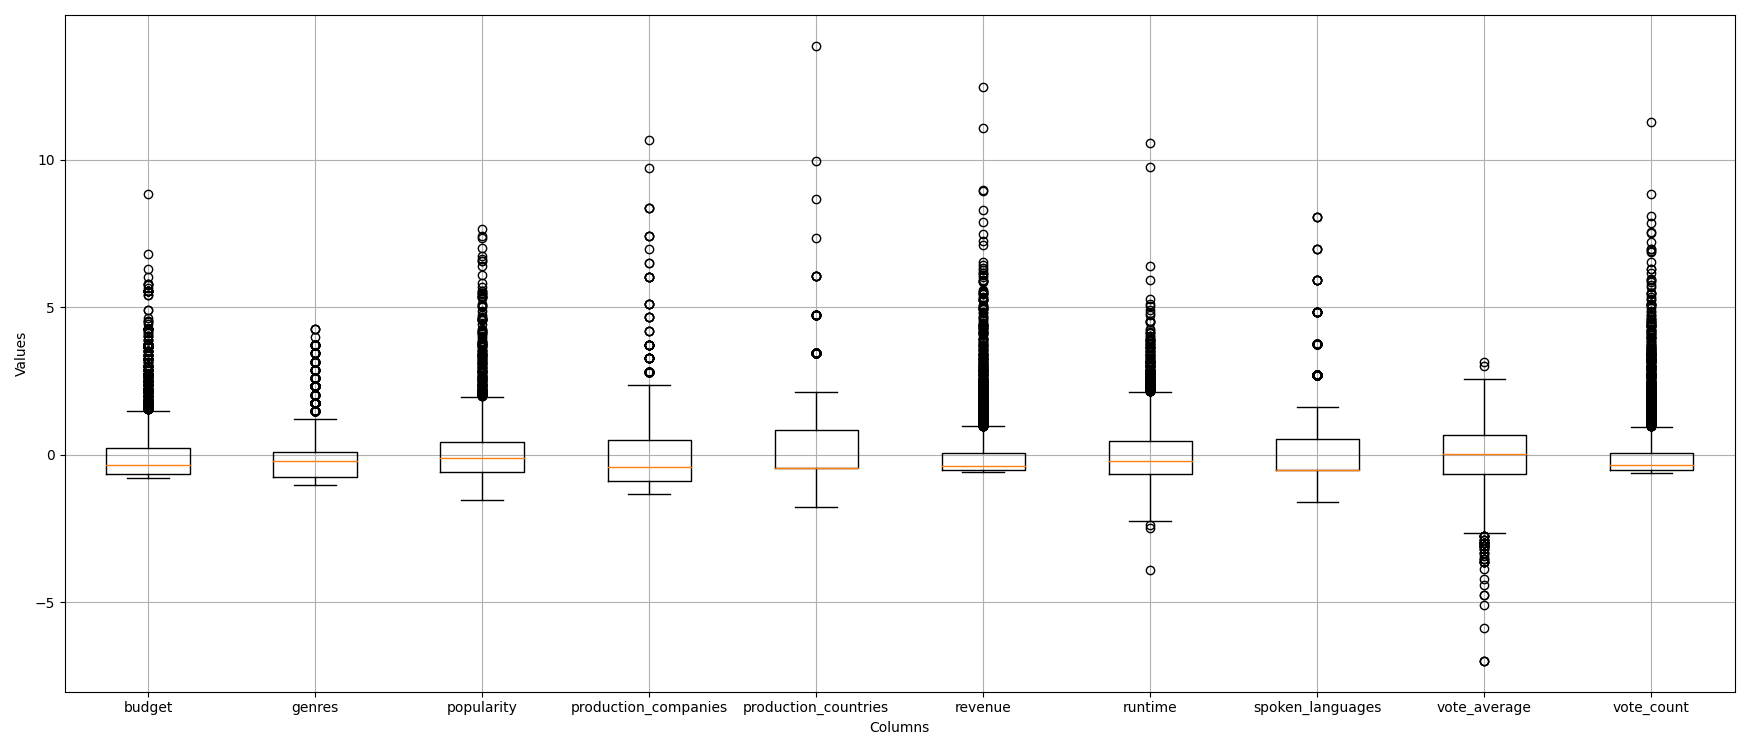 Values
10
5
0
−5
budget genres popularity production_companies production_countries revenue runtime spoken_languages vote_average vote_count
Columns